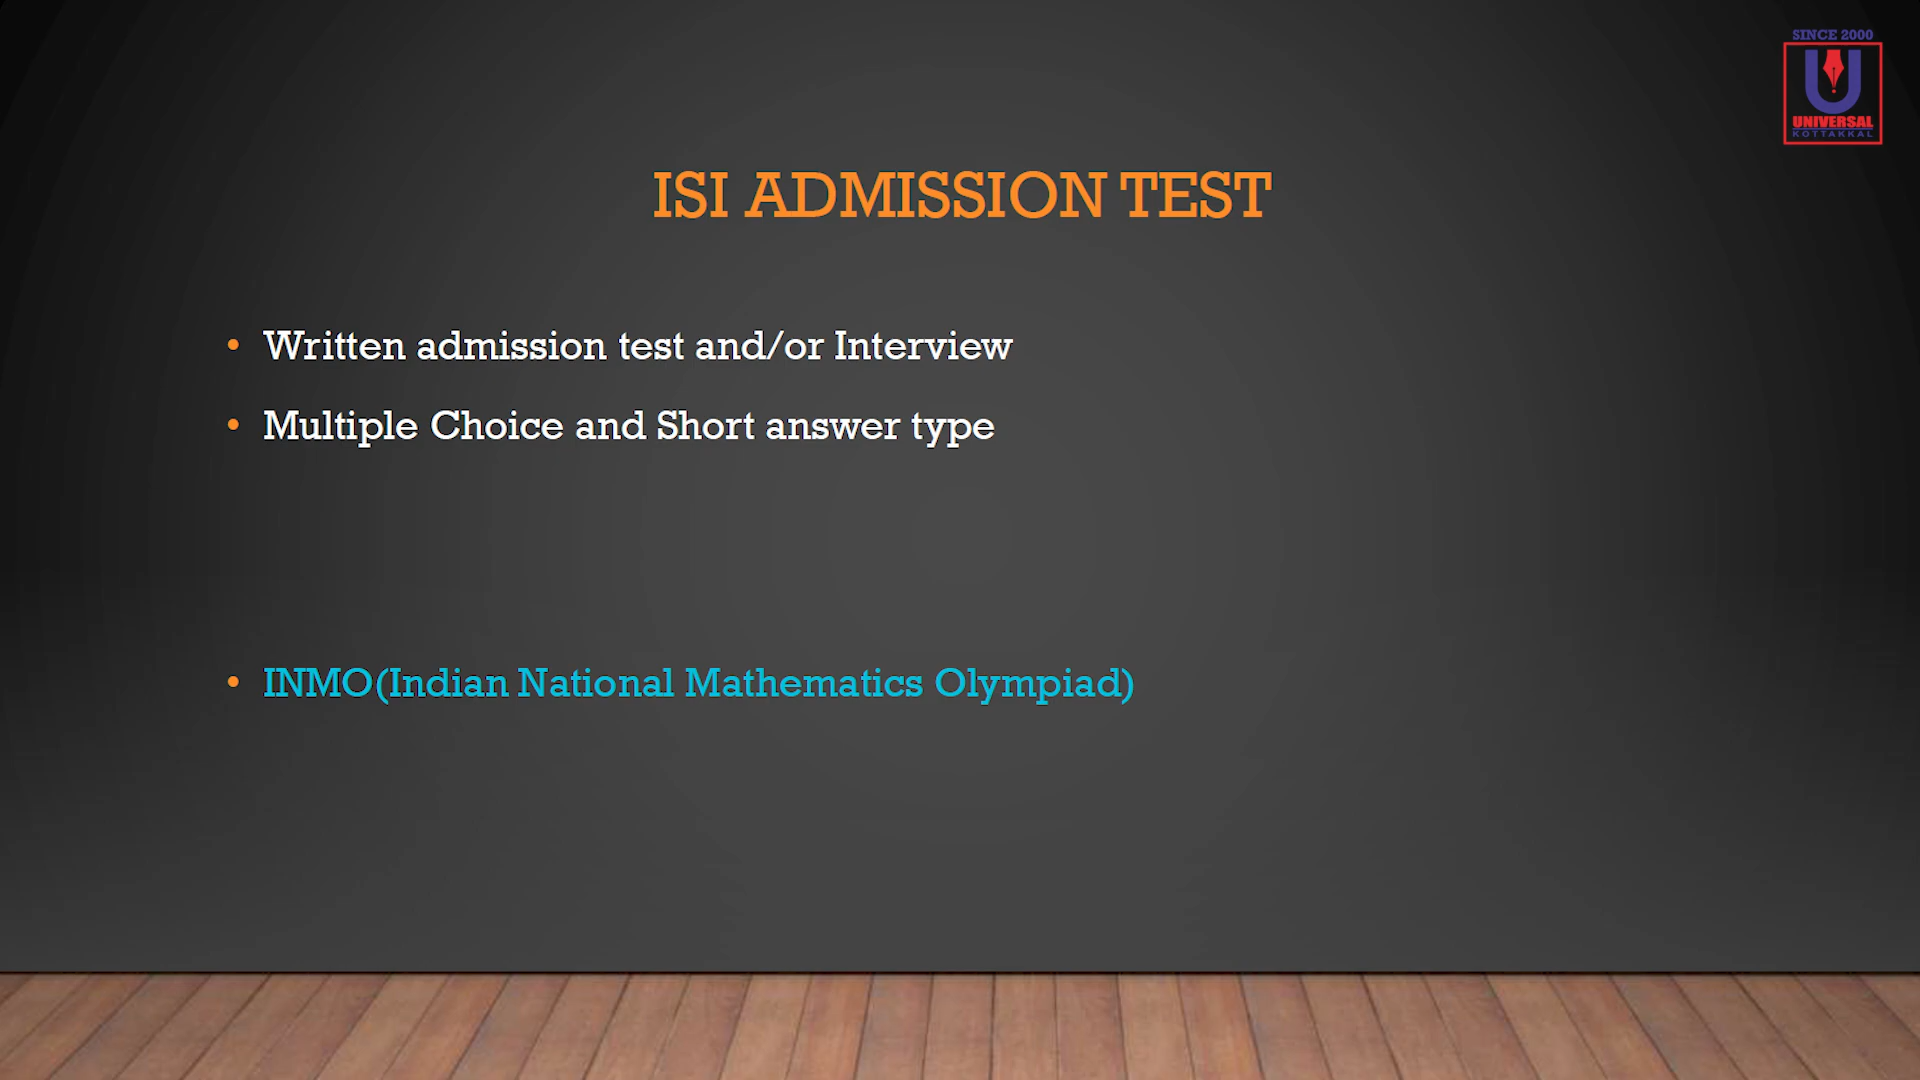 SINCE 2000
UNIVERSAL
KOTTAKKAL
ISI ADMISSION TEST
• Written admission test and/or Interview
• Multiple Choice and Short answer type
• INMO(Indian National Mathematics Olympiad)